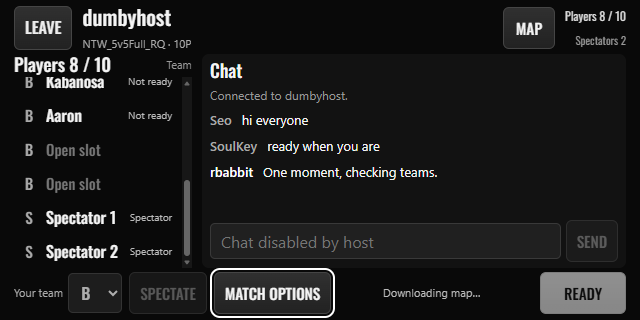 LEAVE
dumbyhost
NTW_5v5Full_RQ · 10P
MAP
Players 8 / 10
Spectators 2
Players 8 / 10
Team
B Kabanosa Not ready
B Aaron Not ready
B Open slot
B Open slot
S Spectator 1 Spectator
S Spectator 2 Spectator
Chat
Connected to dumbyhost.
Seo hi everyone
SoulKey ready when you are
rbabbit One moment, checking teams.
Chat disabled by host
SEND
Your team B
SPECTATE
MATCH OPTIONS
Downloading map...
READY